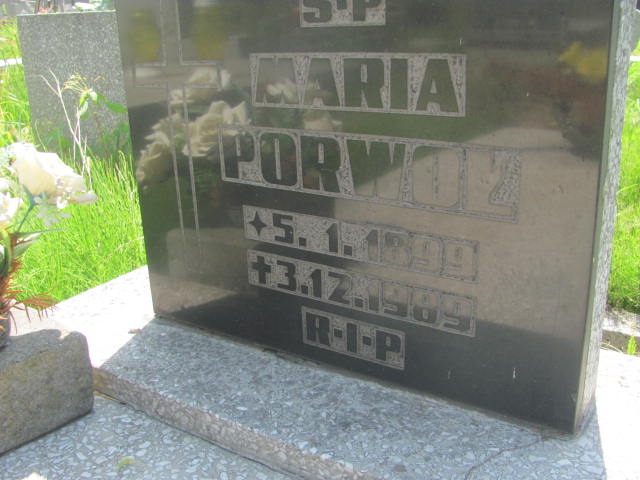 S·P
MARIA
PORWOŁ
✦5. 1. 1899
✝3.12.1989
R·I·P